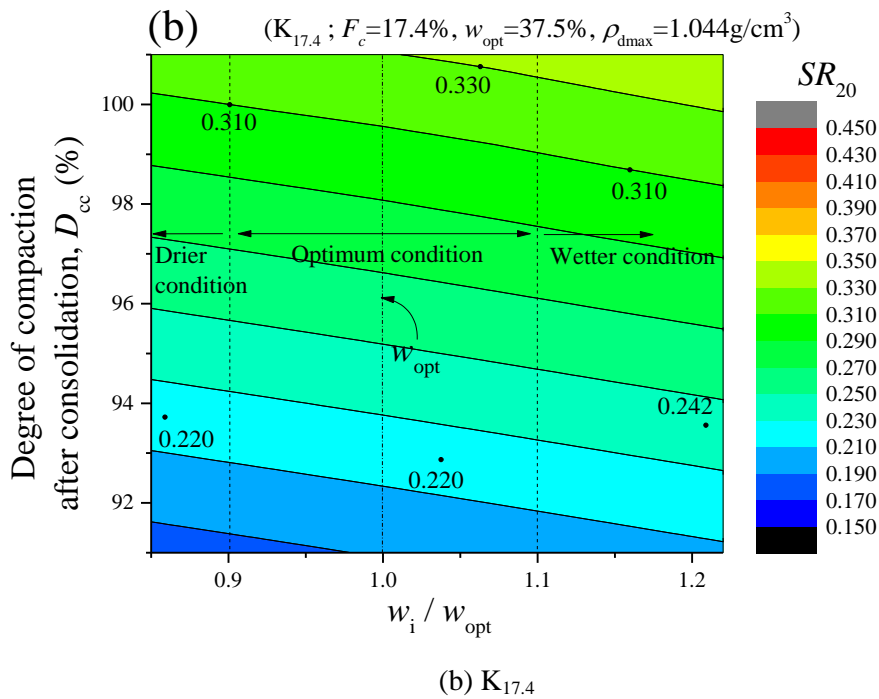 (b) (K17.4 ; Fc=17.4%, wopt=37.5%, ρdmax=1.044g/cm³)
Degree of compaction
after consolidation, Dcc (%)
100
98
96
94
92
0.330
0.310
0.310
Drier
condition
Optimum condition
Wetter condition
wopt
0.242
0.220
0.220
0.9
1.0
1.1
1.2
wi / wopt
SR20
0.450
0.430
0.410
0.390
0.370
0.350
0.330
0.310
0.290
0.270
0.250
0.230
0.210
0.190
0.170
0.150
(b) K17.4